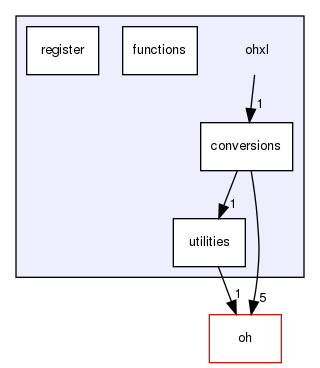 register
functions
ohxl
1
conversions
1
utilities
1
5
oh